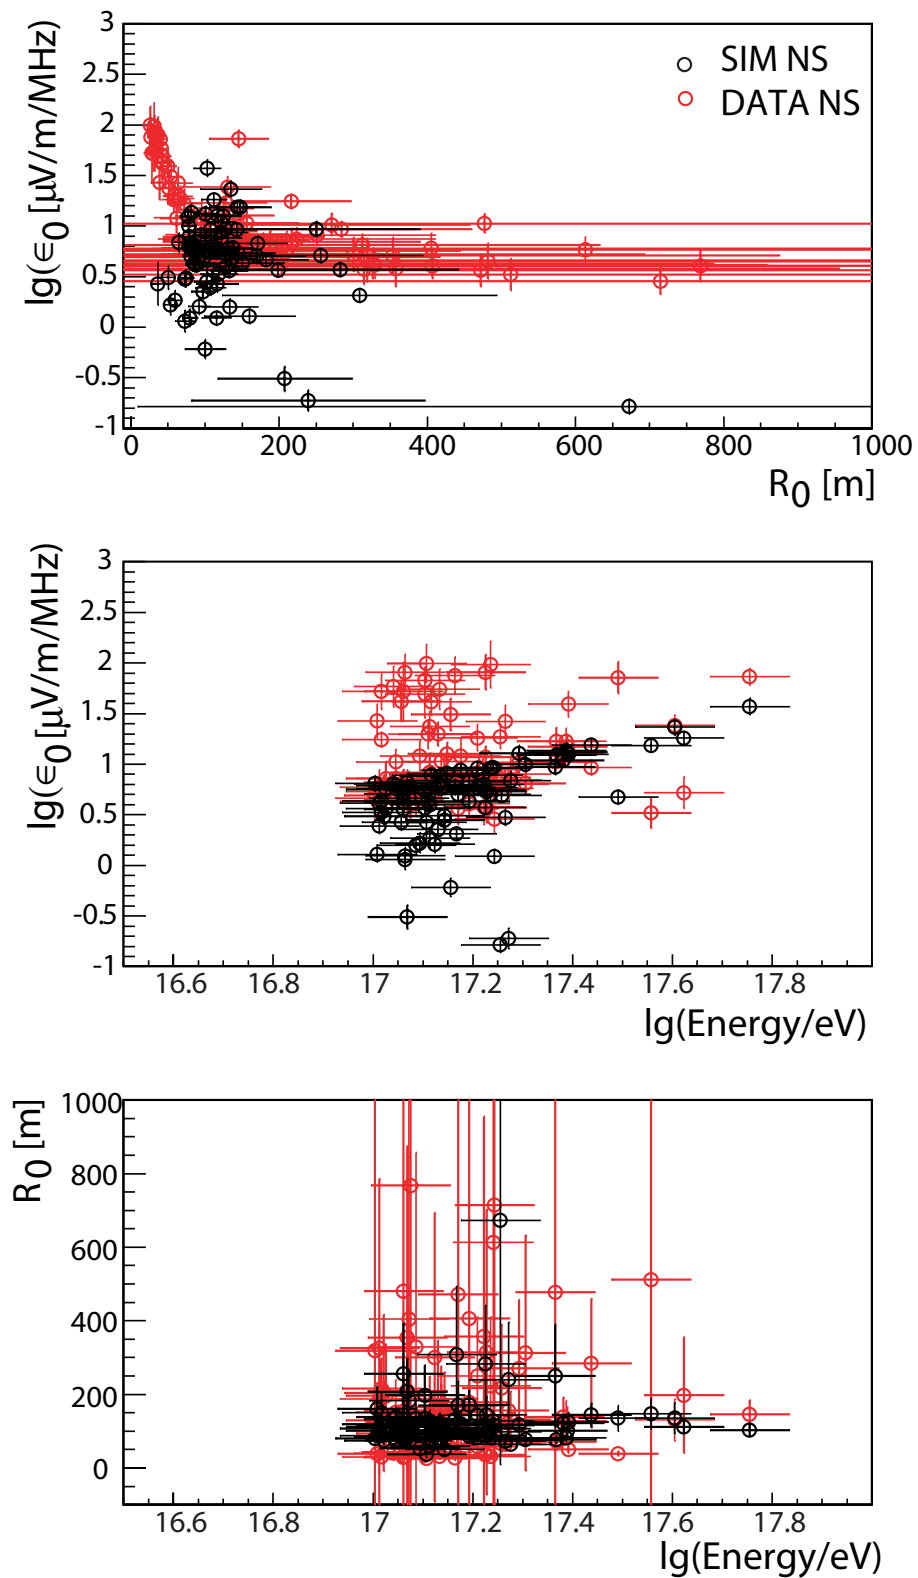 3
2.5
2
1.5
1
0.5
0
-0.5
-1
lg(ϵ0 [μV/m/MHz)
SIM NS
DATA NS
0 200 400 600 800 1000
R0 [m]
3
2.5
2
1.5
1
0.5
0
-0.5
-1
lg(ϵ0 [μV/m/MHz)
16.6 16.8 17 17.2 17.4 17.6 17.8
lg(Energy/eV)
1000
800
600
400
200
0
R0 [m]
16.6 16.8 17 17.2 17.4 17.6 17.8
lg(Energy/eV)